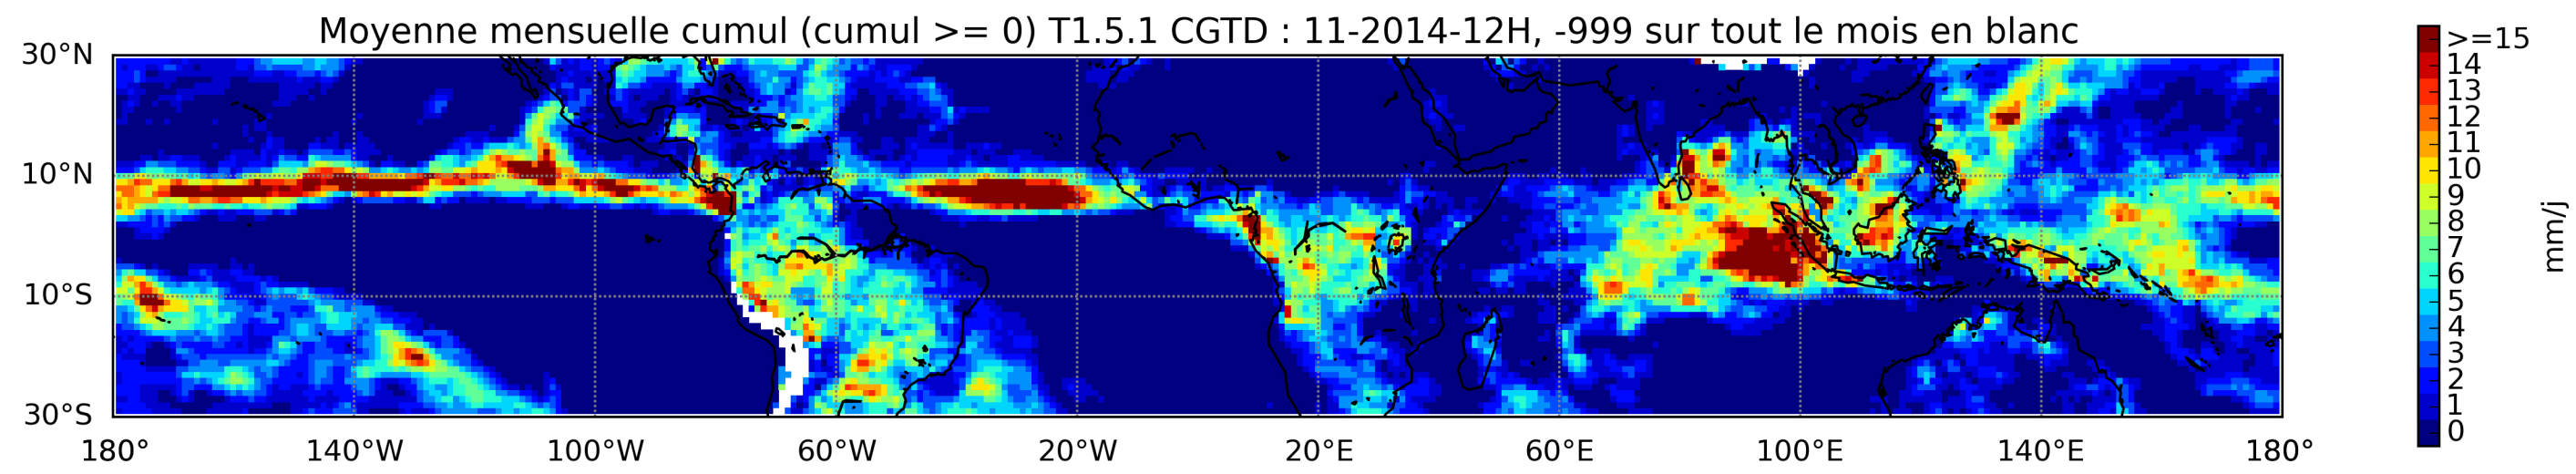 Moyenne mensuelle cumul (cumul >= 0) T1.5.1 CGTD : 11-2014-12H, -999 sur tout le mois en blanc
30°N
10°N
10°S
30°S
180° 140°W 100°W 60°W 20°W 20°E 60°E 100°E 140°E 180°
>=15
14
13
12
11
10
9
8
7
6
5
4
3
2
1
0
mm/j